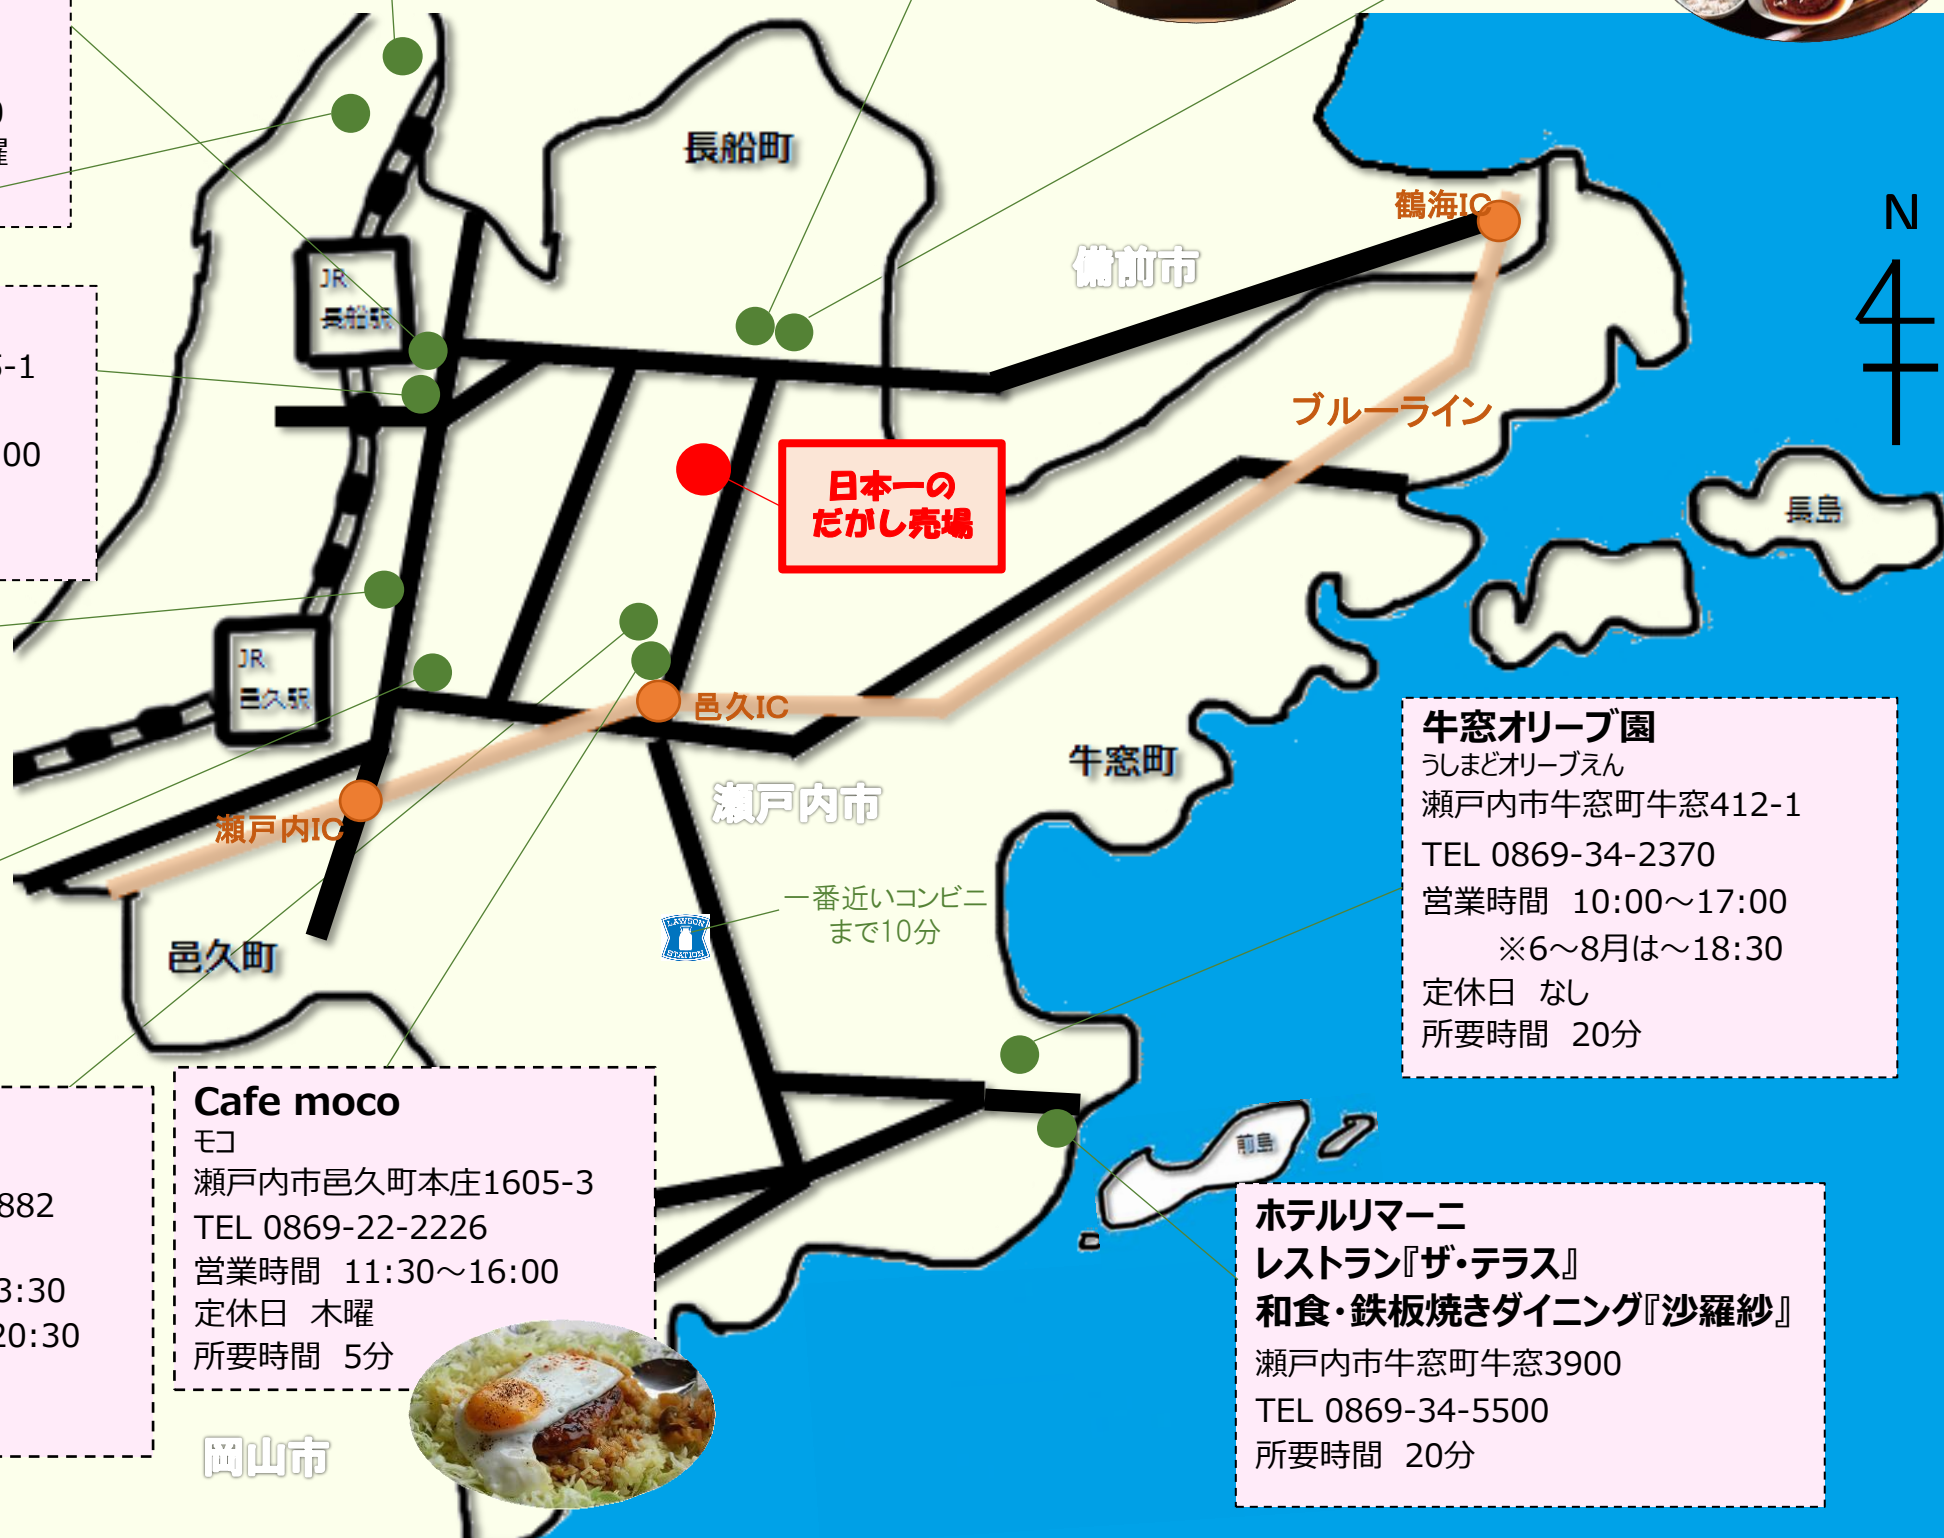 長船町
鶴海IC
備前市
N
JR
長船駅
ブルーライン
日本一の
だがし売場
長島
5-1
00
JR
邑久駅
邑久IC
牛窓町
瀬戸内市
瀬戸内IC
一番近いコンビニ
まで10分
LAWSON
STATION
邑久町
牛窓オリーブ園
うしまどオリーブえん
瀬戸内市牛窓町牛窓412-1
TEL 0869-34-2370
営業時間 10:00～17:00
※6～8月は～18:30
定休日 なし
所要時間 20分
前島
882
3:30
20:30
Cafe moco
モコ
瀬戸内市邑久町本庄1605-3
TEL 0869-22-2226
営業時間 11:30～16:00
定休日 木曜
所要時間 5分
ホテルリマーニ
レストラン『ザ・テラス』
和食・鉄板焼きダイニング『沙羅紗』
瀬戸内市牛窓町牛窓3900
TEL 0869-34-5500
所要時間 20分
岡山市